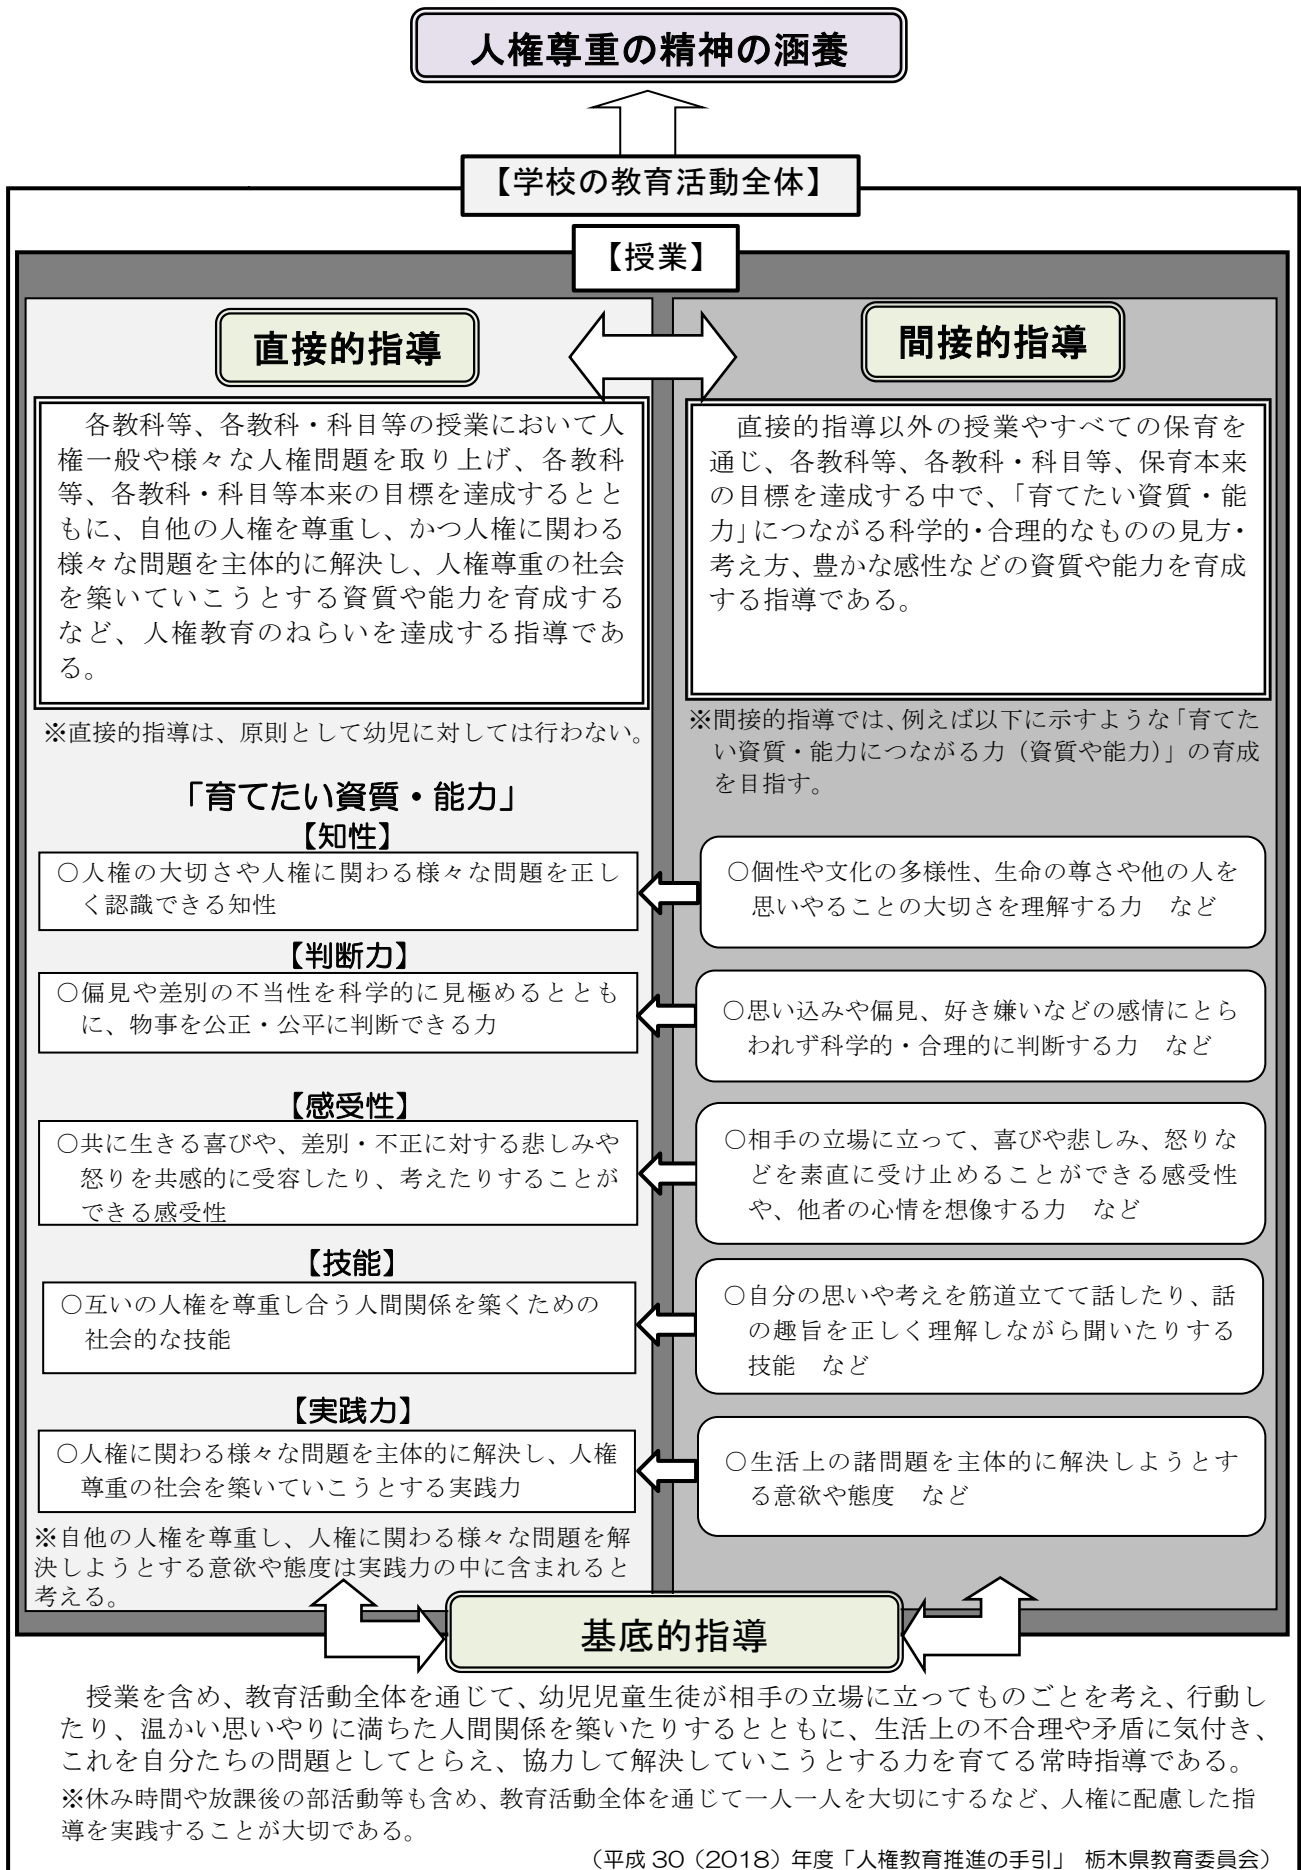 人権尊重の精神の涵養
【学校の教育活動全体】
【授業】
直接的指導
各教科等、各教科・科目等の授業において人
権一般や様々な人権問題を取り上げ、各教科
等、各教科・科目等本来の目標を達成するとと
もに、自他の人権を尊重し、かつ人権に関わる
様々な問題を主体的に解決し、人権尊重の社会
を築いていこうとする資質や能力を育成する
など、人権教育のねらいを達成する指導であ
る。
※直接的指導は、原則として幼児に対しては行わない。
間接的指導
直接的指導以外の授業やすべての保育を
通じ、各教科等、各教科・科目等、保育本来
の目標を達成する中で、「育てたい資質・能
力」につながる科学的・合理的なものの見方・
考え方、豊かな感性などの資質や能力を育成
する指導である。
※間接的指導では、例えば以下に示すような「育てた
い資質・能力につながる力（資質や能力）」の育成
を目指す。
「育てたい資質・能力」
【知性】
○人権の大切さや人権に関わる様々な問題を正し
く認識できる知性
○個性や文化の多様性、生命の尊さや他の人を
思いやることの大切さを理解する力　など
【判断力】
○偏見や差別の不当性を科学的に見極めるととも
に、物事を公正・公平に判断できる力
○思い込みや偏見、好き嫌いなどの感情にとら
われず科学的・合理的に判断する力　など
【感受性】
○共に生きる喜びや、差別・不正に対する悲しみや
怒りを共感的に受容したり、考えたりすることが
できる感受性
○相手の立場に立って、喜びや悲しみ、怒りな
どを素直に受け止めることができる感受性
や、他者の心情を想像する力　など
【技能】
○互いの人権を尊重し合う人間関係を築くための
社会的な技能
○自分の思いや考えを筋道立てて話したり、話
の趣旨を正しく理解しながら聞いたりする
技能　など
【実践力】
○人権に関わる様々な問題を主体的に解決し、人権
尊重の社会を築いていこうとする実践力
○生活上の諸問題を主体的に解決しようとす
る意欲や態度　など
※自他の人権を尊重し、人権に関わる様々な問題を解
決しようとする意欲や態度は実践力の中に含まれると
考える。
基底的指導
授業を含め、教育活動全体を通じて、幼児児童生徒が相手の立場に立ってものごとを考え、行動し
たり、温かい思いやりに満ちた人間関係を築いたりするとともに、生活上の不合理や矛盾に気付き、
これを自分たちの問題としてとらえ、協力して解決していこうとする力を育てる常時指導である。
※休み時間や放課後の部活動等も含め、教育活動全体を通じて一人一人を大切にするなど、人権に配慮した指
導を実践することが大切である。
（平成 30（2018）年度「人権教育推進の手引」 栃木県教育委員会）